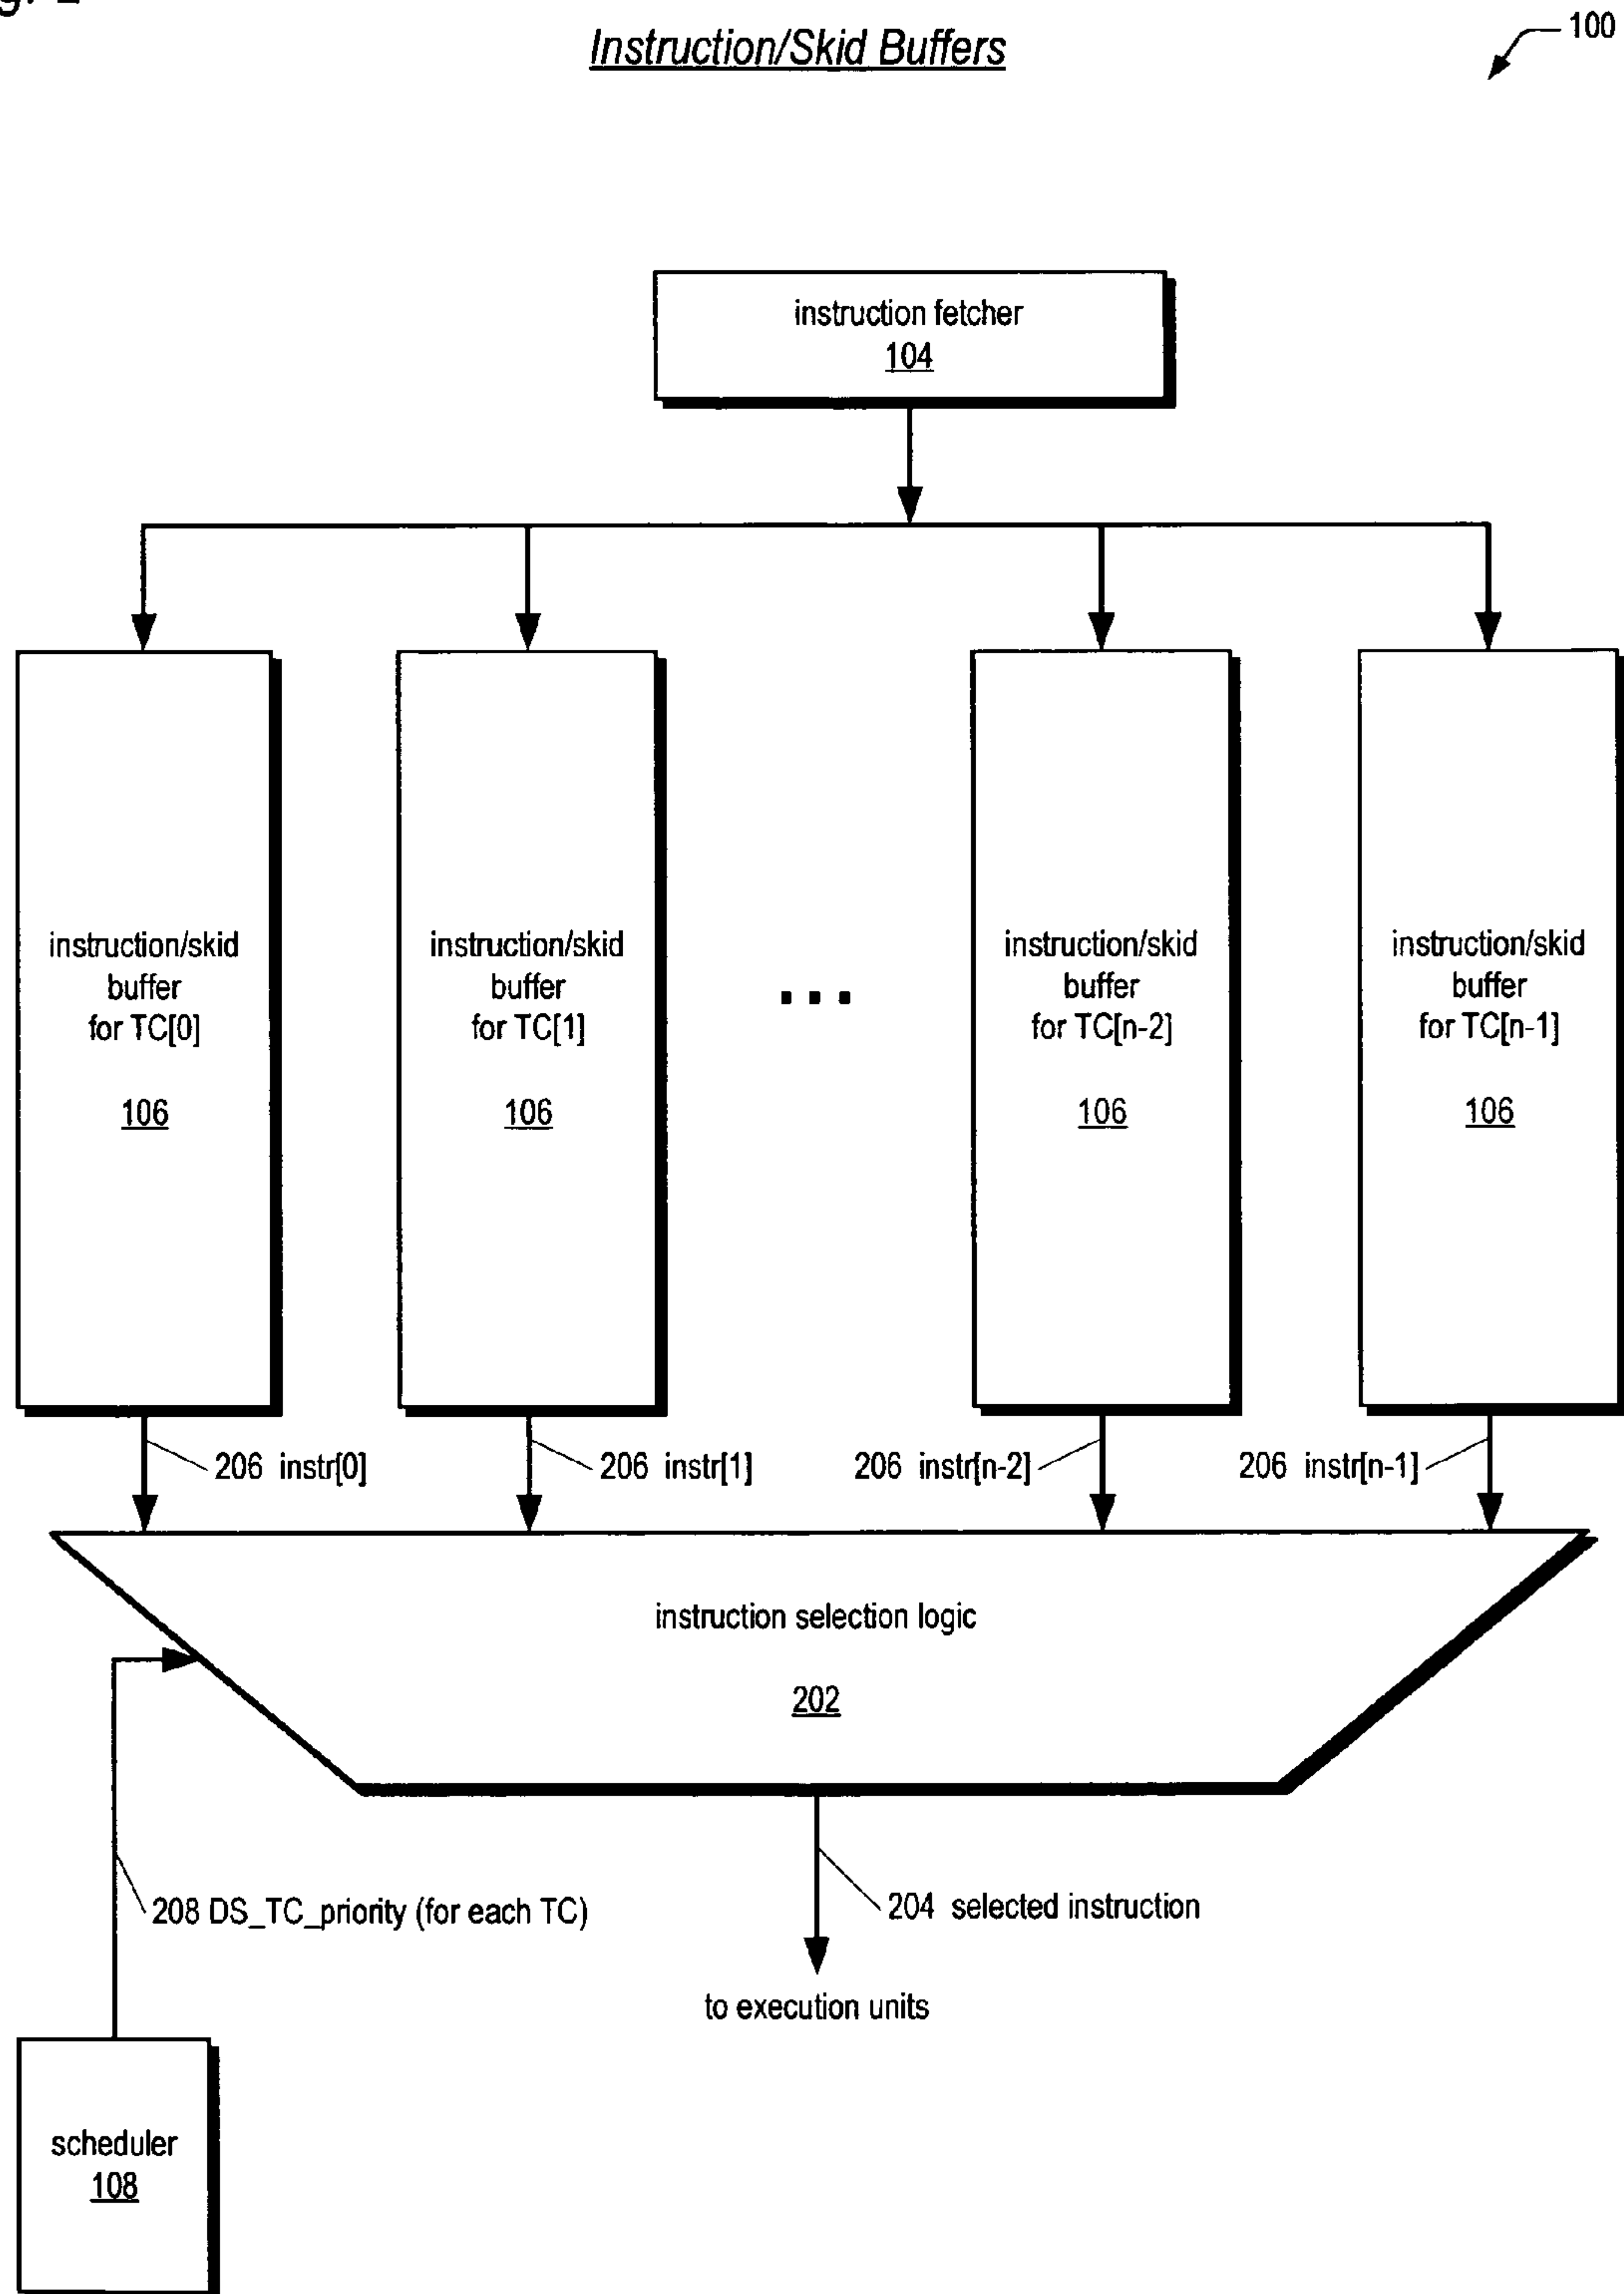 Instruction/Skid Buffers
100
instruction fetcher
104
instruction/skid
buffer
for TC[0]
106
instruction/skid
buffer
for TC[1]
106
...
instruction/skid
buffer
for TC[n-2]
106
instruction/skid
buffer
for TC[n-1]
106
206 instr[0]
206 instr[1]
206 instr[n-2]
206 instr[n-1]
instruction selection logic
202
208 DS_TC_priority (for each TC)
204 selected instruction
to execution units
scheduler
108